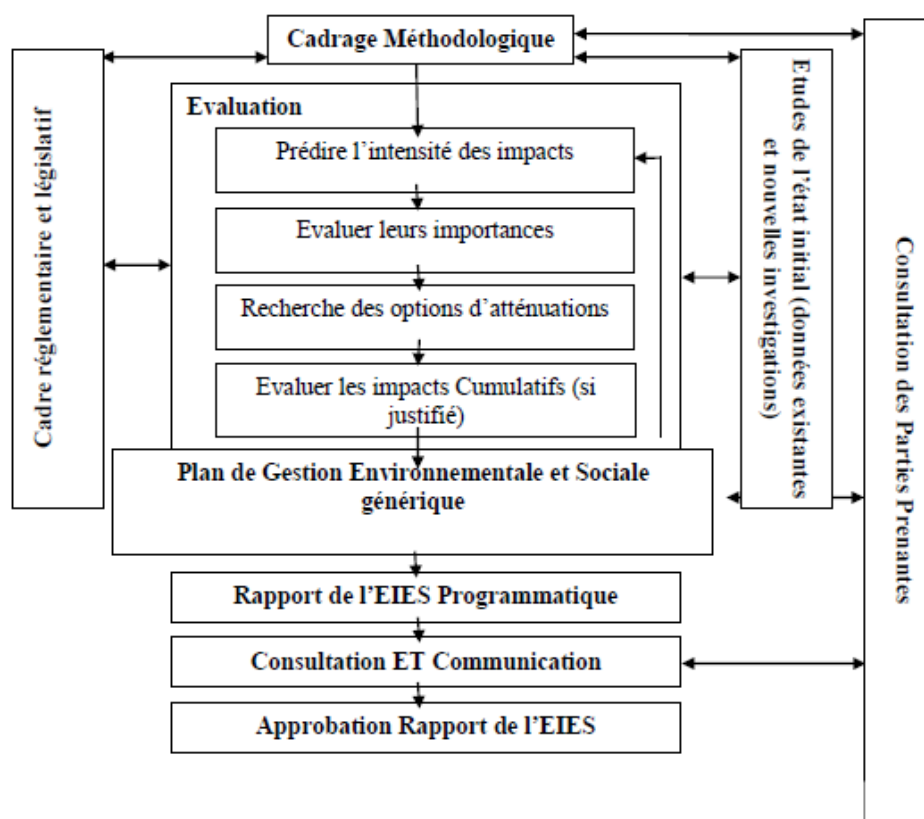 Cadrage Méthodologique
Cadre réglementaire et législatif
Evaluation
Prédire l’intensité des impacts
Evaluer leurs importances
Recherche des options d’atténuations
Evaluer les impacts Cumulatifs (si
justifié)
Plan de Gestion Environnementale et Sociale
générique
Rapport de l’EIES Programmatique
Consultation ET Communication
Approbation Rapport de l’EIES
Etudes de l’état initial (données existantes
et nouvelles investigations)
Consultation des Parties Prenantes